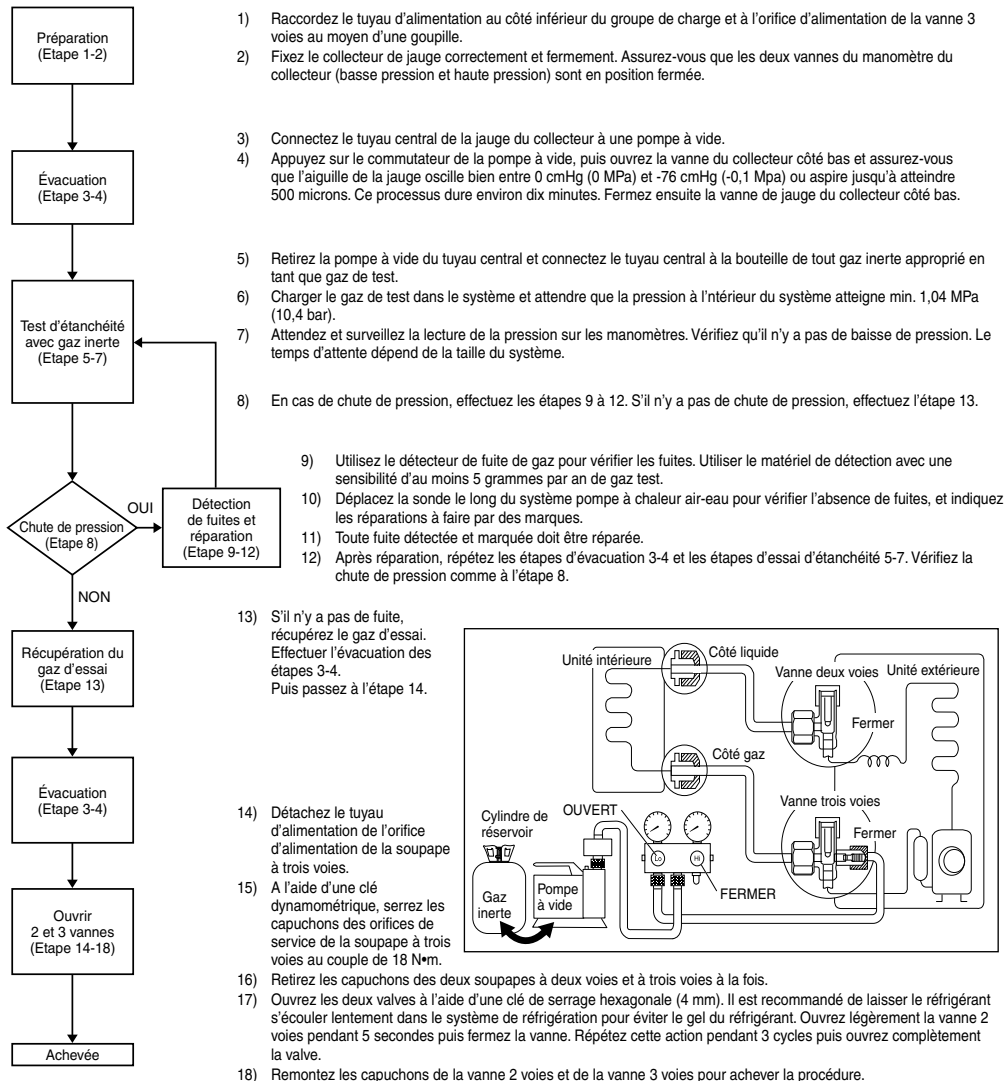 Préparation
(Etape 1-2)
1) Raccordez le tuyau d'alimentation au côté inférieur du groupe de charge et à l'orifice d'alimentation de la vanne 3
voies au moyen d'une goupille.
2) Fixez le collecteur de jauge correctement et fermement. Assurez-vous que les deux vannes du manomètre du
collecteur (basse pression et haute pression) sont en position fermée.
Évacuation
(Etape 3-4)
3) Connectez le tuyau central de la jauge du collecteur à une pompe à vide.
4) Appuyez sur le commutateur de la pompe à vide, puis ouvrez la vanne du collecteur côté bas et assurez-vous
que l'aiguille de la jauge oscille bien entre 0 cmHg (0 MPa) et -76 cmHg (-0,1 Mpa) ou aspire jusqu'à atteindre
500 microns. Ce processus dure environ dix minutes. Fermez ensuite la vanne de jauge du collecteur côté bas.
Test d'étanchéité
avec gaz inerte
(Etape 5-7)
5) Retirez la pompe à vide du tuyau central et connectez le tuyau central à la bouteille de tout gaz inerte approprié en
tant que gaz de test.
6) Charger le gaz de test dans le système et attendre que la pression à l'ntérieur du système atteigne min. 1,04 MPa
(10,4 bar).
7) Attendez et surveillez la lecture de la pression sur les manomètres. Vérifiez qu'il n'y a pas de baisse de pression. Le
temps d'attente dépend de la taille du système.
8) En cas de chute de pression, effectuez les étapes 9 à 12. S'il n'y a pas de chute de pression, effectuez l'étape 13.
Chute de pression
(Etape 8)
OUI
NON
Détection
de fuites et
réparation
(Etape 9-12)
9) Utilisez le détecteur de fuite de gaz pour vérifier les fuites. Utiliser le matériel de détection avec une
sensibilité d'au moins 5 grammes par an de gaz test.
10) Déplacez la sonde le long du système pompe à chaleur air-eau pour vérifier l'absence de fuites, et indiquez
les réparations à faire par des marques.
11) Toute fuite détectée et marquée doit être réparée.
12) Après réparation, répétez les étapes d'évacuation 3-4 et les étapes d'essai d'étanchéité 5-7. Vérifiez la
chute de pression comme à l'étape 8.
Récupération du
gaz d'essai
(Etape 13)
13) S'il n'y a pas de fuite,
récupérez le gaz d'essai.
Effectuer l'évacuation des
étapes 3-4.
Puis passez à l'étape 14.
Évacuation
(Etape 3-4)
Ouvrir
2 et 3 vannes
(Etape 14-18)
Achevée
14) Détachez le tuyau
d'alimentation de l'orifice
d'alimentation de la soupape
à trois voies.
15) A l'aide d'une clé
dynamométrique, serrez les
capuchons des orifices de
service de la soupape à trois
voies au couple de 18 N•m.
Unité intérieure
Côté liquide
Vanne deux voies
Unité extérieure
Fermer
Côté gaz
Vanne trois voies
Fermer
OUVERT
Cylindre de
réservoir
Lo
Hi
FERMER
Gaz
inerte
Pompe
à vide
16) Retirez les capuchons des deux soupapes à deux voies et à trois voies à la fois.
17) Ouvrez les deux valves à l'aide d'une clé de serrage hexagonale (4 mm). Il est recommandé de laisser le réfrigérant
s'écouler lentement dans le système de réfrigération pour éviter le gel du réfrigérant. Ouvrez légèrement la vanne 2
voies pendant 5 secondes puis fermez la vanne. Répétez cette action pendant 3 cycles puis ouvrez complètement
la valve.
18) Remontez les capuchons de la vanne 2 voies et de la vanne 3 voies pour achever la procédure.